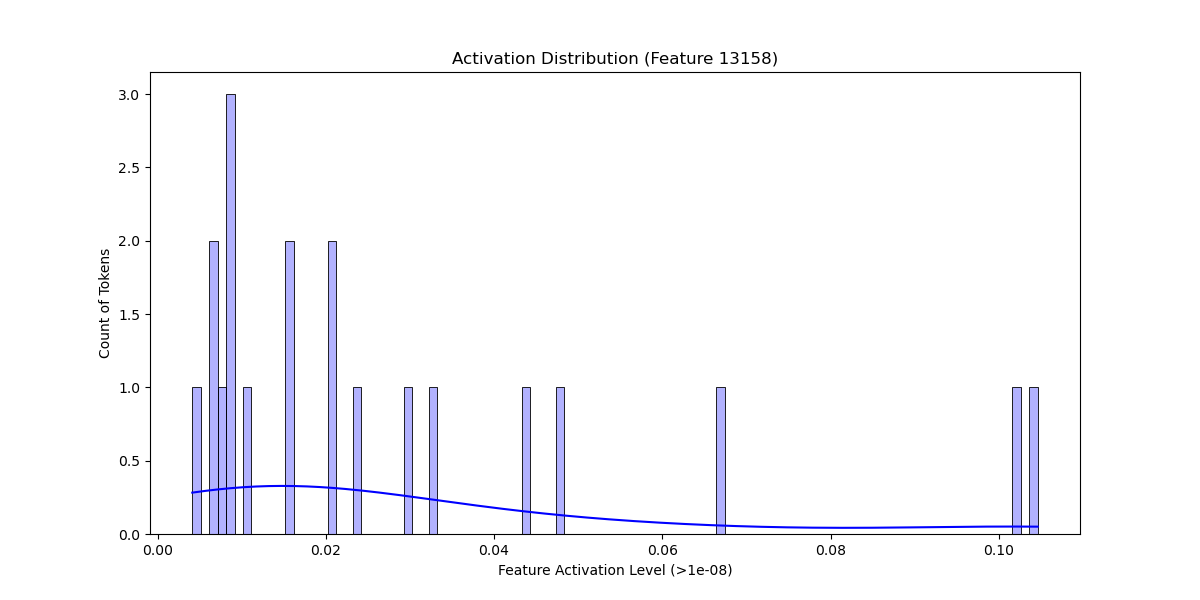 Activation Distribution (Feature 13158)
3.0
2.5
2.0
1.5
1.0
0.5
0.0
Count of Tokens
0.00 0.02 0.04 0.06 0.08 0.10
Feature Activation Level (>1e-08)